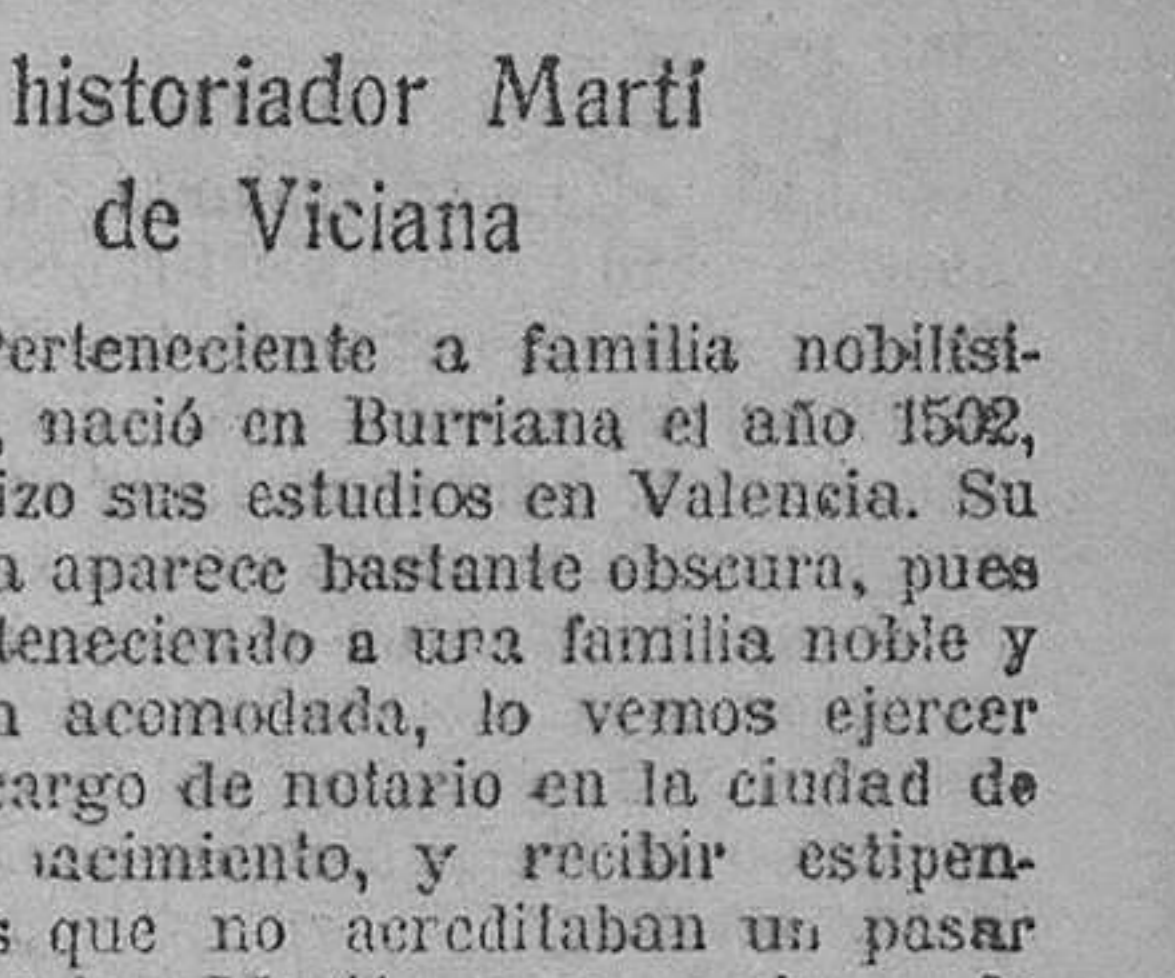 historiador Martí
de Viciana
erteneciente a familia nobilísi-
, nació en Burriana el año 1502,
izo sus estudios en Valencia. Su
a aparece bastante obscura, pues
teneciendo a una familia noble y
n acomodada, lo vemos ejercer
cargo de notario en la ciudad de
nacimiento, y recibir estipen-
s que no acreditaban un pasar